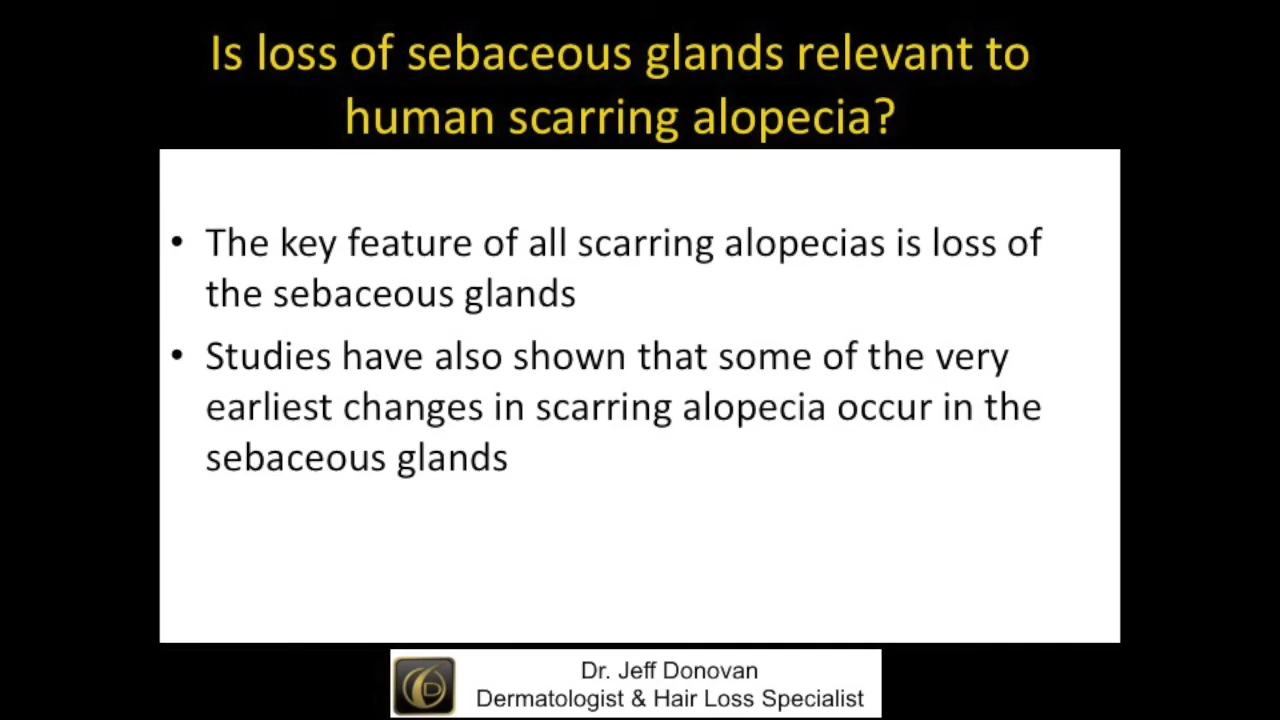 Is loss of sebaceous glands relevant to
human scarring alopecia?
• The key feature of all scarring alopecias is loss of
the sebaceous glands
• Studies have also shown that some of the very
earliest changes in scarring alopecia occur in the
sebaceous glands
D
Dr. Jeff Donovan
Dermatologist & Hair Loss Specialist